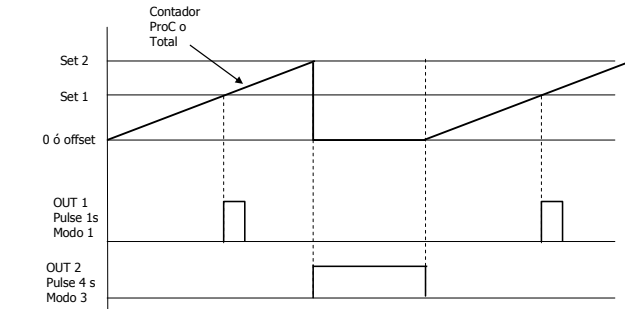 Contador
ProC o
Total
Set 2
Set 1
0 ó offset
OUT 1
Pulse 1s
Modo 1
OUT 2
Pulse 4 s
Modo 3